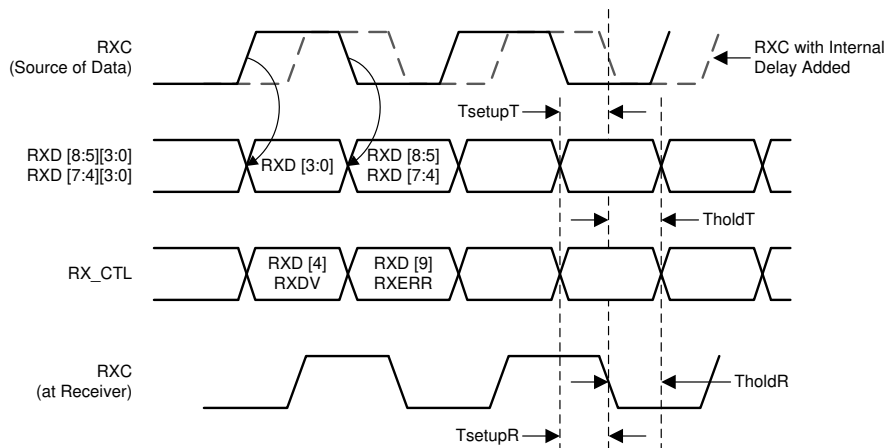 RXC
(Source of Data)
RXC with Internal
Delay Added
TsetupT
RXD [8:5][3:0]
RXD [7:4][3:0]
RXD [3:0]
RXD [8:5]
RXD [7:4]
TholdT
RX_CTL
RXD [4]
RXDV
RXD [9]
RXERR
RXC
(at Receiver)
TholdR
TsetupR